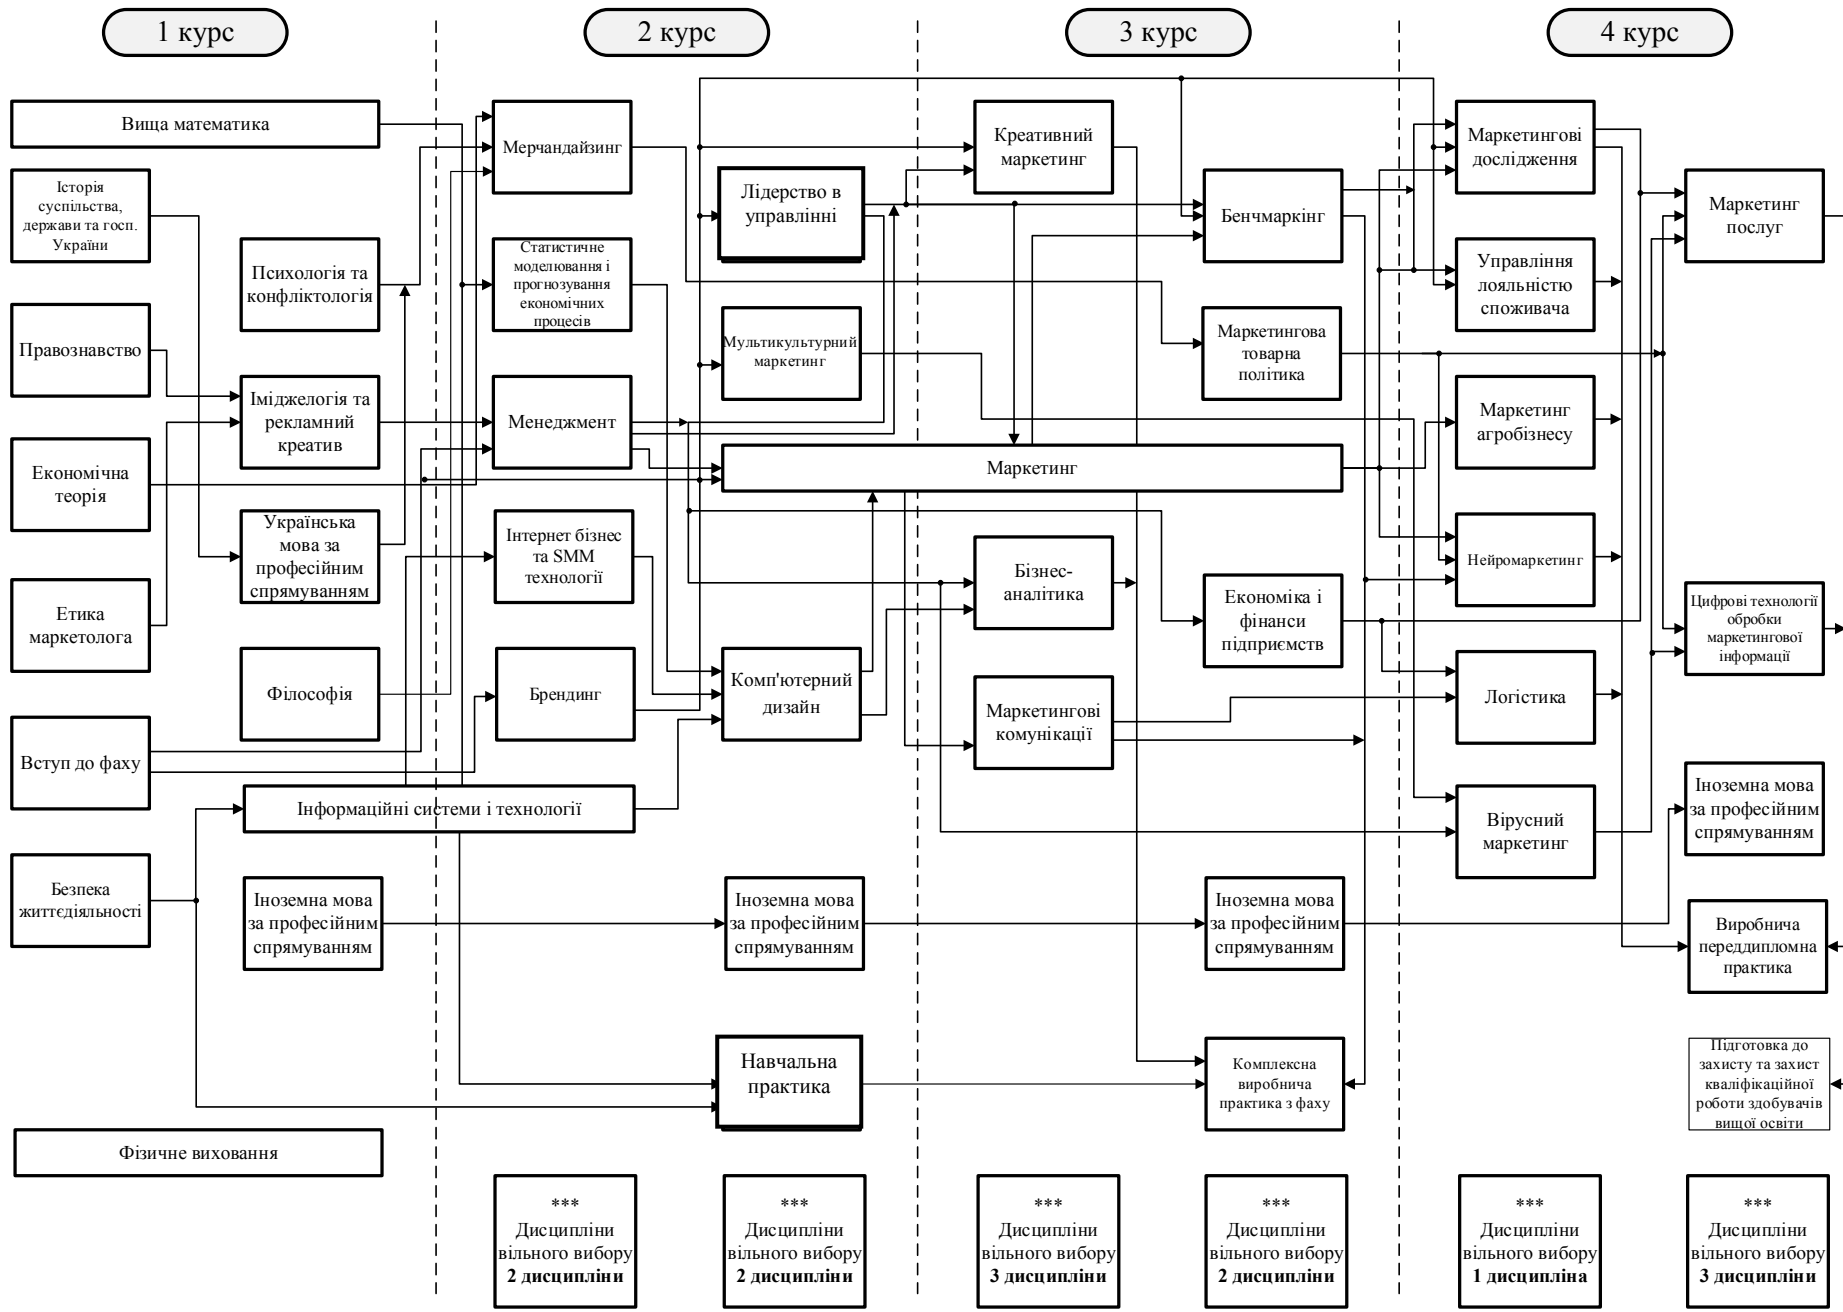 1 курс
2 курс
3 курс
4 курс
Вища математика
Історія
суспільства,
держави та госп.
України
Правознавство
Економічна
теорія
Етика
маркетолога
Вступ до фаху
Безпека
життєдіяльності
Фізичне виховання
Психологія та
конфліктологія
Іміджелогія та
рекламний
креатив
Українська
мова за
професійним
спрямуванням
Філософія
Інформаційні системи і технології
Іноземна мова
за професійним
спрямуванням
Мерчандайзинг
Статистичне
моделювання і
прогнозування
економічних
процесів
Менеджмент
Інтернет бізнес
та SMM
технології
Брендинг
***
Дисципліни
вільного вибору
2 дисципліни
Лідерство в
управлінні
Мультикультурний
маркетинг
Маркетинг
Комп'ютерний
дизайн
Іноземна мова
за професійним
спрямуванням
Навчальна
практика
***
Дисципліни
вільного вибору
2 дисципліни
Креативний
маркетинг
Бізнес-
аналітика
Маркетингові
комунікації
***
Дисципліни
вільного вибору
3 дисципліни
Бенчмаркінг
Маркетингова
товарна
політика
Економіка і
фінанси
підприємств
Іноземна мова
за професійним
спрямуванням
Комплексна
виробнича
практика з фаху
***
Дисципліни
вільного вибору
2 дисципліни
Маркетингові
дослідження
Управління
лояльністю
споживача
Маркетинг
агробізнесу
Нейромаркетинг
Логістика
Вірусний
маркетинг
***
Дисципліни
вільного вибору
1 дисципліна
Маркетинг
послуг
Цифрові технології
обробки
маркетингової
інформації
Іноземна мова
за професійним
спрямуванням
Виробнича
переддипломна
практика
Підготовка до
захисту та захист
кваліфікаційної
роботи здобувачів
вищої освіти
***
Дисципліни
вільного вибору
3 дисципліни